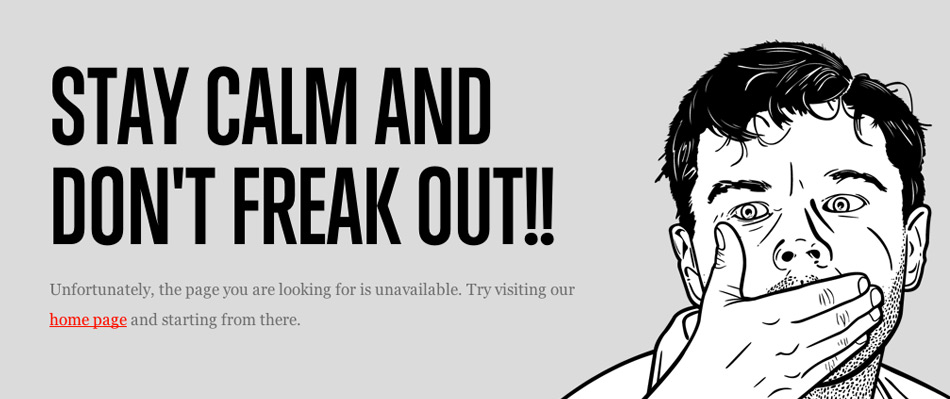 STAY CALM AND
DON'T FREAK OUT!!
Unfortunately, the page you are looking for is unavailable. Try visiting our
home page and starting from there.